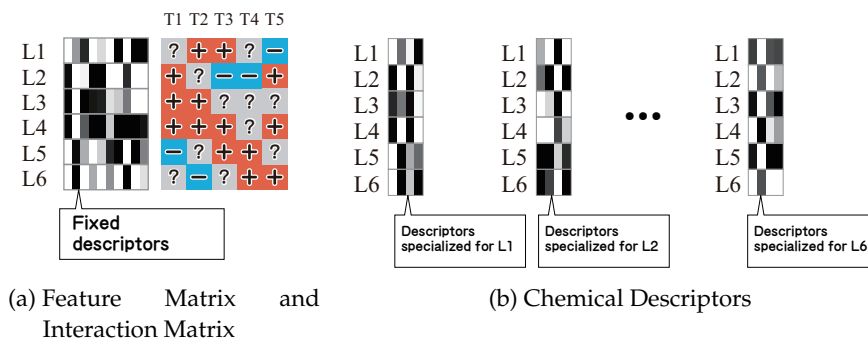 T1 T2 T3 T4 T5
L1 ? + + ? −
L2 + ? − − +
L3 + + ? ? ?
L4 + + + ? +
L5 − ? + + ?
L6 ? − ? + +
Fixed
descriptors
L1
L2
L3
L4
L5
L6
Descriptors
specialized for L1
L1
L2
L3
L4
L5
L6
Descriptors
specialized for L2
•••
L1
L2
L3
L4
L5
L6
Descriptors
specialized for L6
(a) Feature Matrix and
Interaction Matrix
(b) Chemical Descriptors